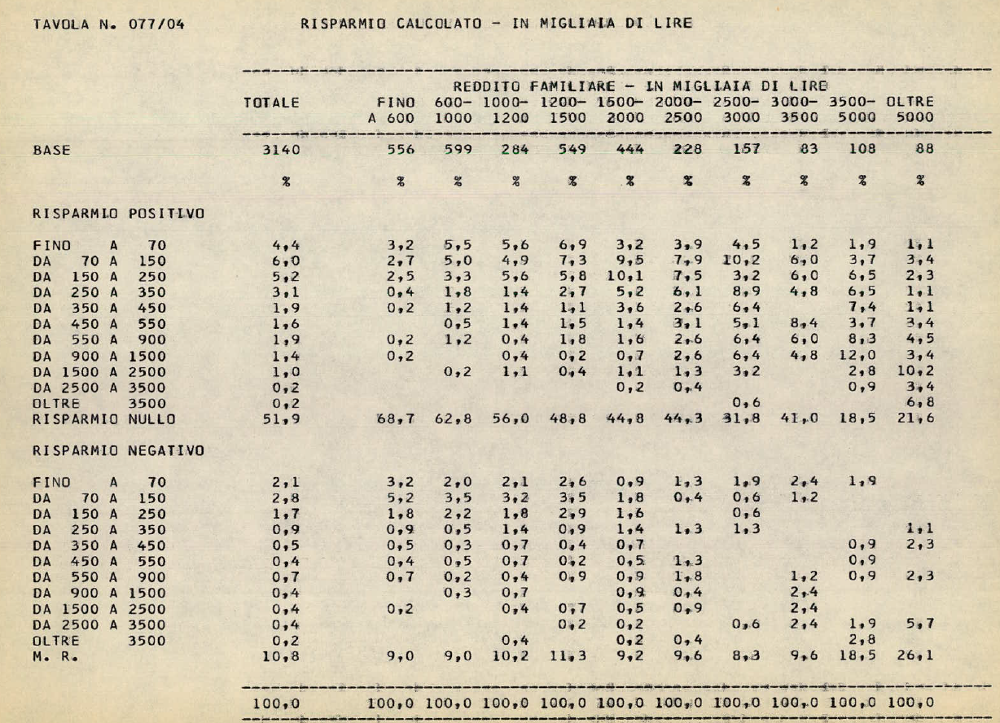 TAVOLA N. 077/04 RISPARMIO CALCOLATO - IN MIGLIAIA DI LIRE
REDDITO FAMILIARE - IN MIGLIAIA DI LIRE
TOTALE FINO 600- 1000- 1200- 1500- 2000- 2500- 3000- 3500- OLTRE
A 600 1000 1200 1500 2000 2500 3000 3500 5000 5000
BASE 3140 556 599 284 549 444 228 157 83 108 88
% % % % % % % % % % %
RISPARMIO POSITIVO
FINO A 70 4,4 3,2 5,5 5,6 6,9 3,2 3,9 4,5 1,2 1,9 1,1
DA 70 A 150 6,0 2,7 5,0 4,9 7,3 9,5 7,9 10,2 6,0 3,7 3,4
DA 150 A 250 5,2 2,5 3,3 5,6 5,8 10,1 7,5 3,2 6,0 6,5 2,3
DA 250 A 350 3,1 0,4 1,8 1,4 2,7 5,2 6,1 8,9 4,8 6,5 1,1
DA 350 A 450 1,9 0,2 1,2 1,4 1,1 3,6 2,6 6,4 7,4 1,1
DA 450 A 550 1,6 0,5 1,4 1,5 1,4 3,1 5,1 8,4 3,7 3,4
DA 550 A 900 1,9 0,2 1,2 0,4 1,8 1,6 2,6 6,4 6,0 8,3 4,5
DA 900 A 1500 1,4 0,2 0,4 0,2 0,7 2,6 6,4 4,8 12,0 3,4
DA 1500 A 2500 1,0 0,2 1,1 0,4 1,1 1,3 3,2 2,8 10,2
DA 2500 A 3500 0,2 0,2 0,4 0,9 3,4
OLTRE 3500 0,2 0,6 6,8
RISPARMIO NULLO 51,9 68,7 62,8 56,0 48,8 44,8 44,3 31,8 41,0 18,5 21,6
RISPARMIO NEGATIVO
FINO A 70 2,1 3,2 2,0 2,1 2,6 0,9 1,3 1,9 2,4 1,9
DA 70 A 150 2,8 5,2 3,5 3,2 3,5 1,8 0,4 0,6 1,2
DA 150 A 250 1,7 1,8 2,2 1,8 2,9 1,6 0,6
DA 250 A 350 0,9 0,9 0,5 1,4 0,9 1,4 1,3 1,3 1,1
DA 350 A 450 0,5 0,5 0,3 0,7 0,4 0,7 0,9 2,3
DA 450 A 550 0,4 0,4 0,5 0,7 0,2 0,5 1,3 0,9
DA 550 A 900 0,7 0,7 0,2 0,4 0,9 0,9 1,8 1,2 0,9 2,3
DA 900 A 1500 0,4 0,3 0,7 0,9 0,4 2,4
DA 1500 A 2500 0,4 0,2 0,4 0,7 0,5 0,9 2,4
DA 2500 A 3500 0,4 0,2 0,2 0,6 2,4 1,9 5,7
OLTRE 3500 0,2 0,4 0,2 0,4 2,8
M. R. 10,8 9,0 9,0 10,2 11,3 9,2 9,6 8,3 9,6 18,5 26,1
100,0 100,0 100,0 100,0 100,0 100,0 100,0 100,0 100,0 100,0 100,0